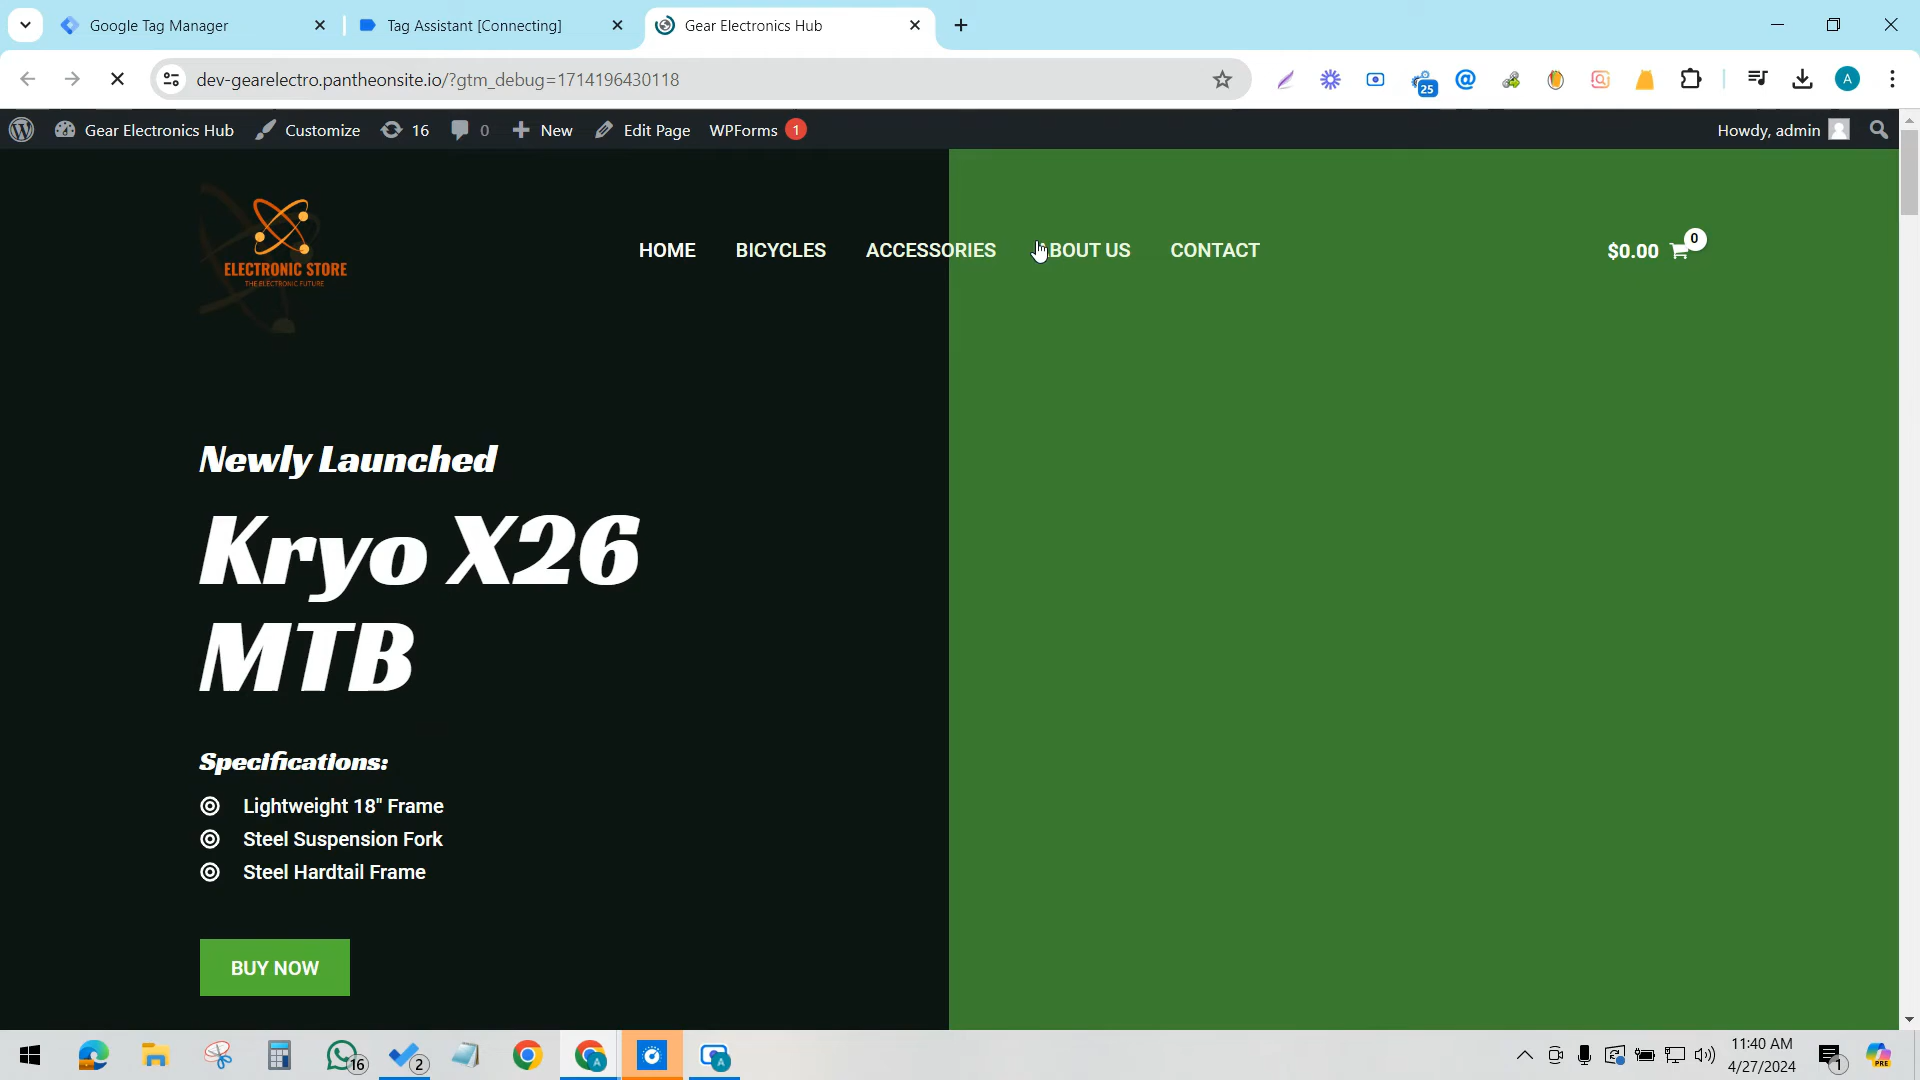 Google Tag Manager
Tag Assistant [Connecting]
Gear Electronics Hub
dev-gearelectro.pantheonsite.io/?gtm_debug=1714196430118
25
A
Gear Electronics Hub
Customize
16
0
New
Edit Page
WPForms
1
Howdy, admin
ELECTRONIC STORE
THE ELECTRONIC FUTURE
HOME
BICYCLES
ACCESSORIES
ABOUT US
CONTACT
$0.00
0
Newly Launched
Kryo X26
MTB
Specifications:
Lightweight 18" Frame
Steel Suspension Fork
Steel Hardtail Frame
BUY NOW
16
2
A
A
11:40 AM
4/27/2024
1
PRE